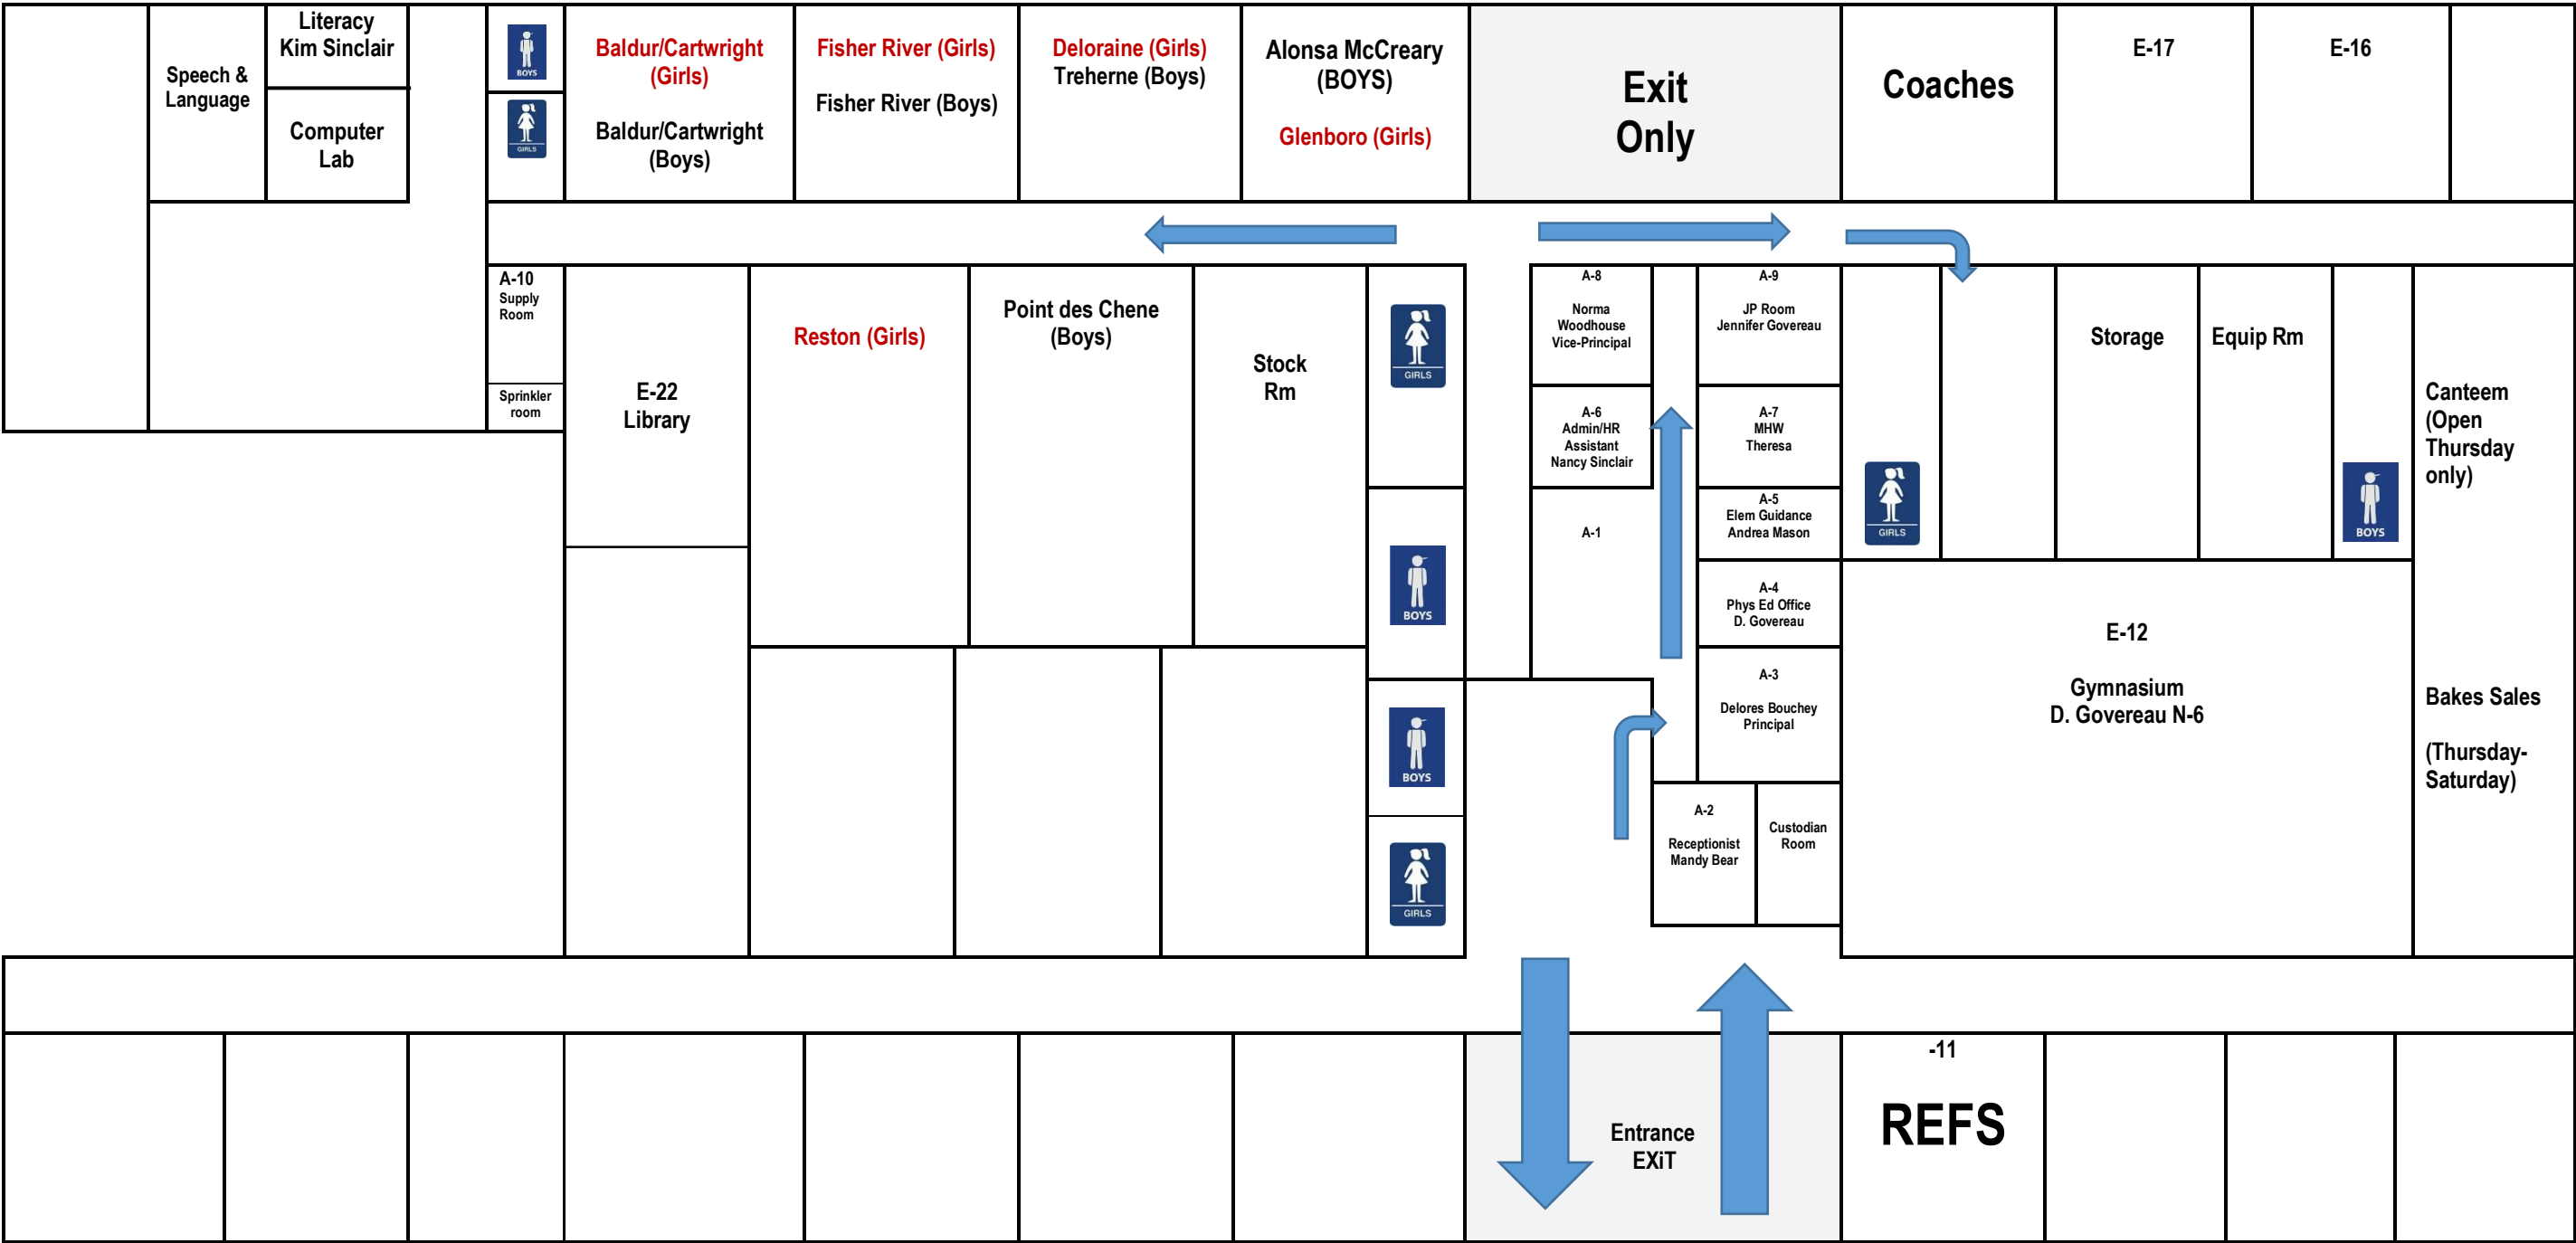 Speech &
Language
Literacy
Kim Sinclair
Computer
Lab
BOYS
GIRLS
Baldur/Cartwright
(Girls)
Baldur/Cartwright
(Boys)
Fisher River (Girls)
Fisher River (Boys)
Deloraine (Girls)
Treherne (Boys)
Alonsa McCreary
(BOYS)
Glenboro (Girls)
Exit
Only
Coaches
E-17
E-16
A-10
Supply
Room
Sprinkler
room
E-22
Library
Reston (Girls)
Point des Chene
(Boys)
Stock
Rm
GIRLS
BOYS
BOYS
GIRLS
A-8
Norma
Woodhouse
Vice-Principal
A-6
Admin/HR
Assistant
Nancy Sinclair
A-1
A-9
JP Room
Jennifer Govereau
A-7
MHW
Theresa
A-5
Elem Guidance
Andrea Mason
A-4
Phys Ed Office
D. Govereau
A-3
Delores Bouchey
Principal
A-2
Receptionist
Mandy Bear
Custodian
Room
GIRLS
Storage
Equip Rm
BOYS
Canteem
(Open
Thursday
only)
E-12
Gymnasium
D. Govereau N-6
Bakes Sales
(Thursday-
Saturday)
Entrance
EXiT
-11
REFS